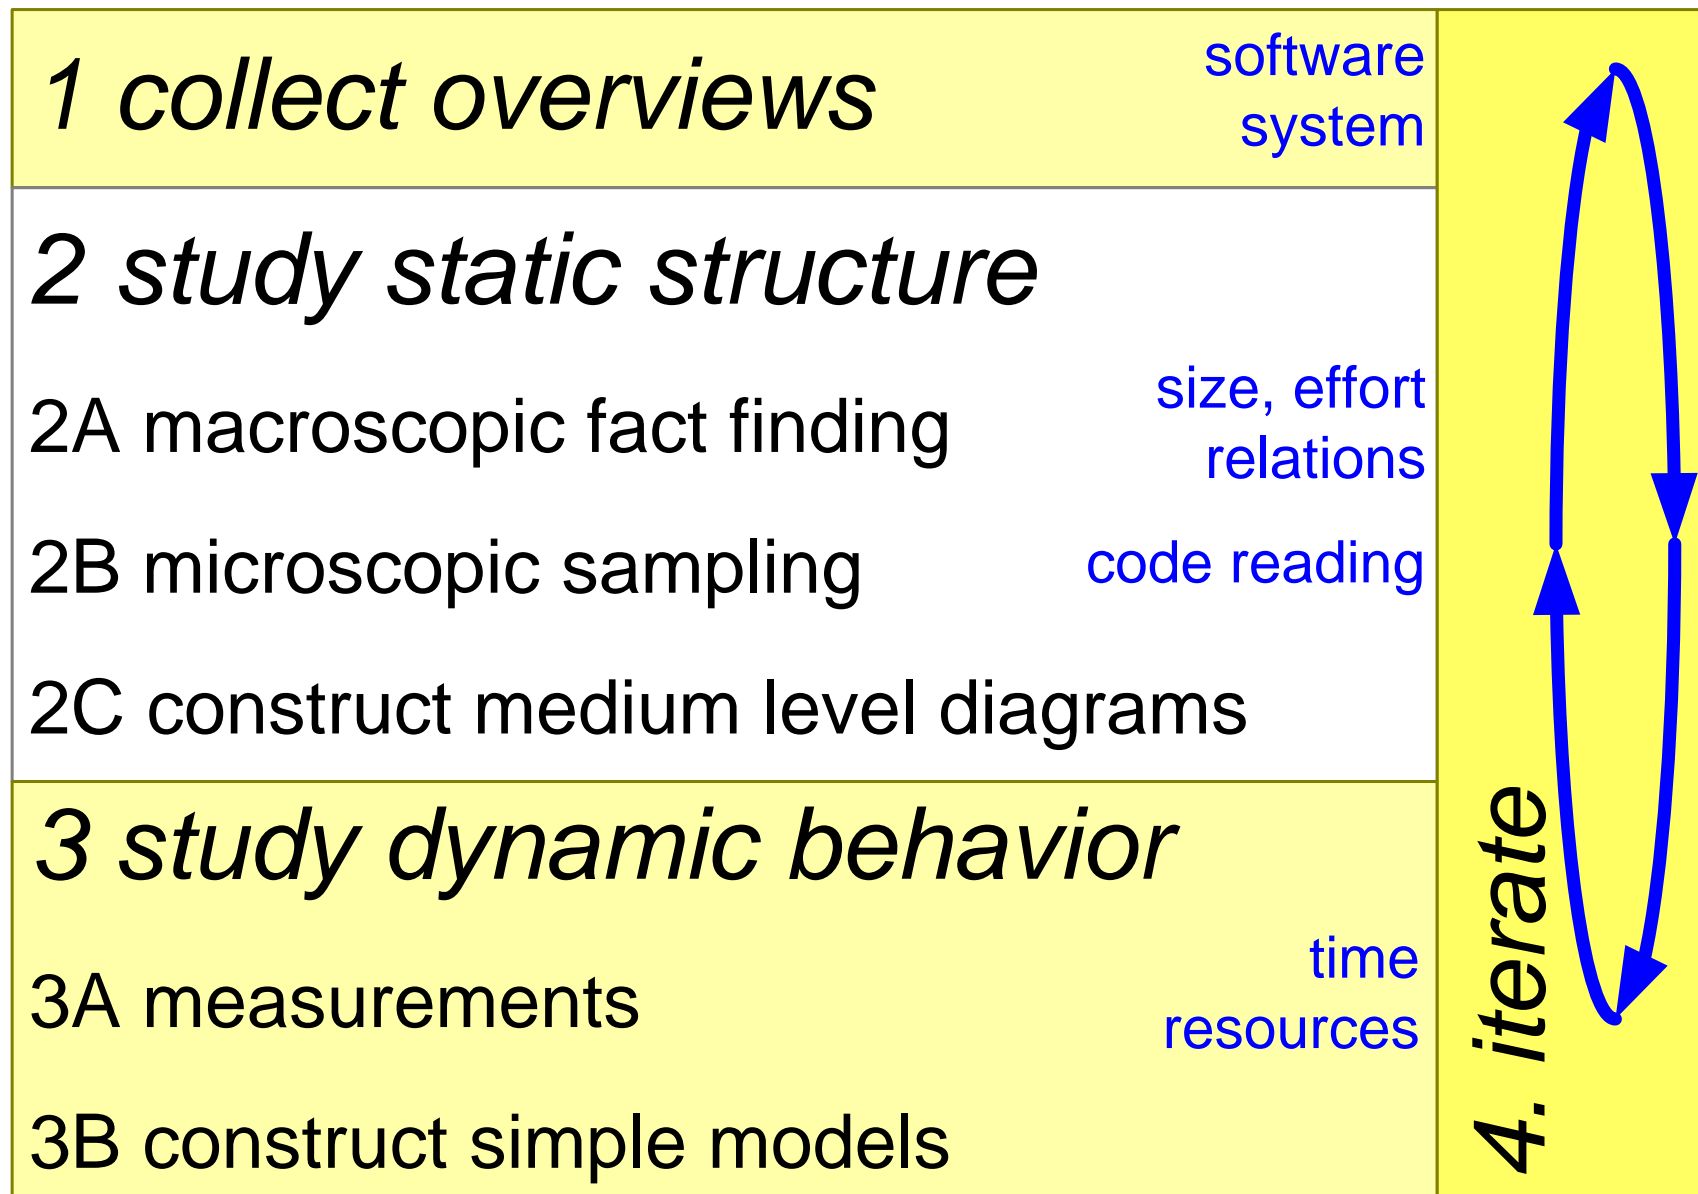 1 collect overviews
software
system
2 study static structure
2A macroscopic fact finding
size, effort
relations
2B microscopic sampling
code reading
2C construct medium level diagrams
3 study dynamic behavior
3A measurements
time
resources
3B construct simple models
4. iterate